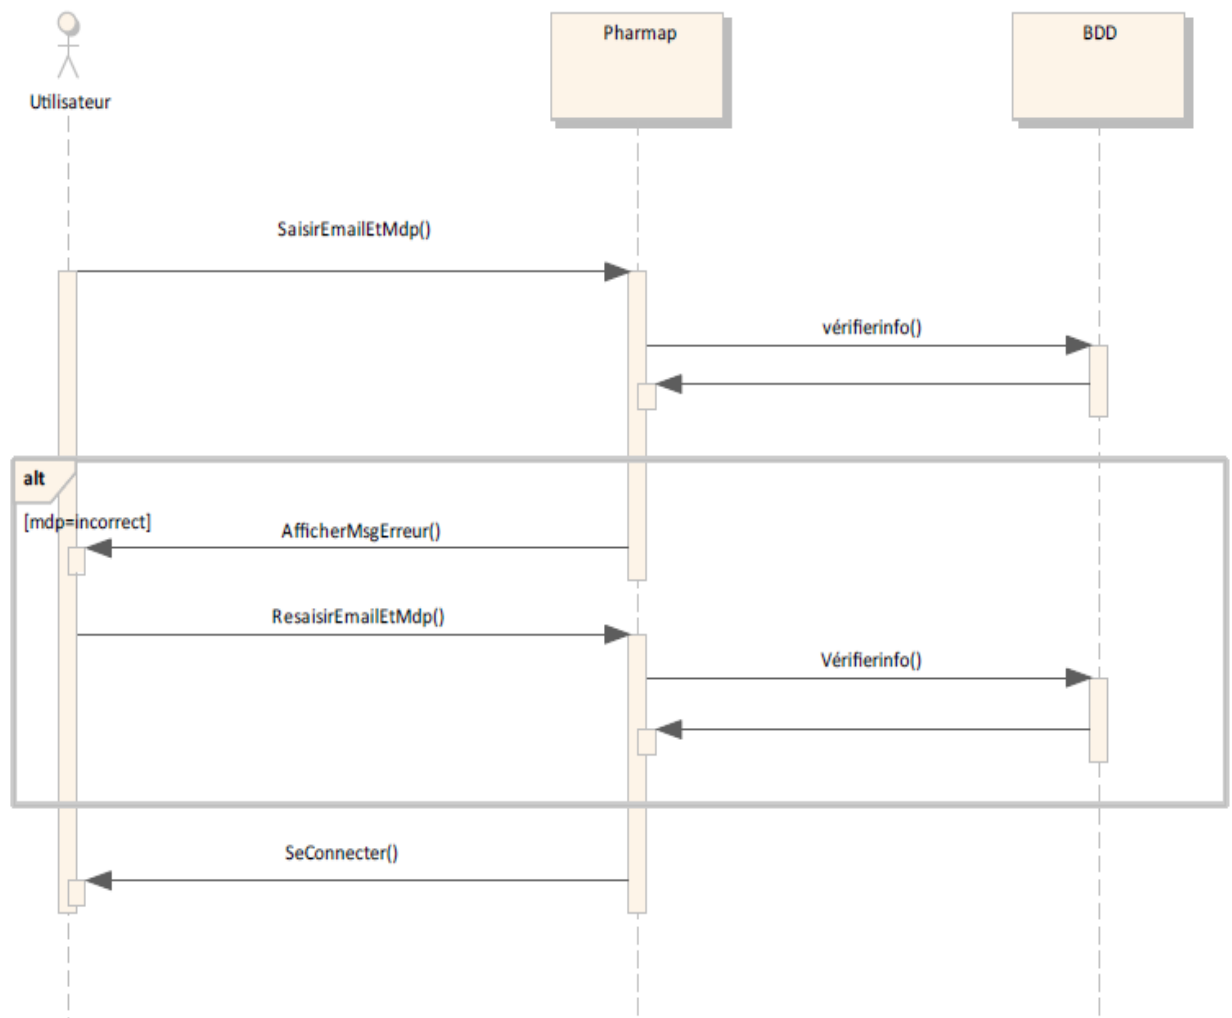 Utilisateur
Pharmap
BDD
SaisirEmailEtMdp()
vérifierinfo()
alt
[mdp=incorrect]
AfficherMsgErreur()
ResaisirEmailEtMdp()
Vérifierinfo()
SeConnecter()